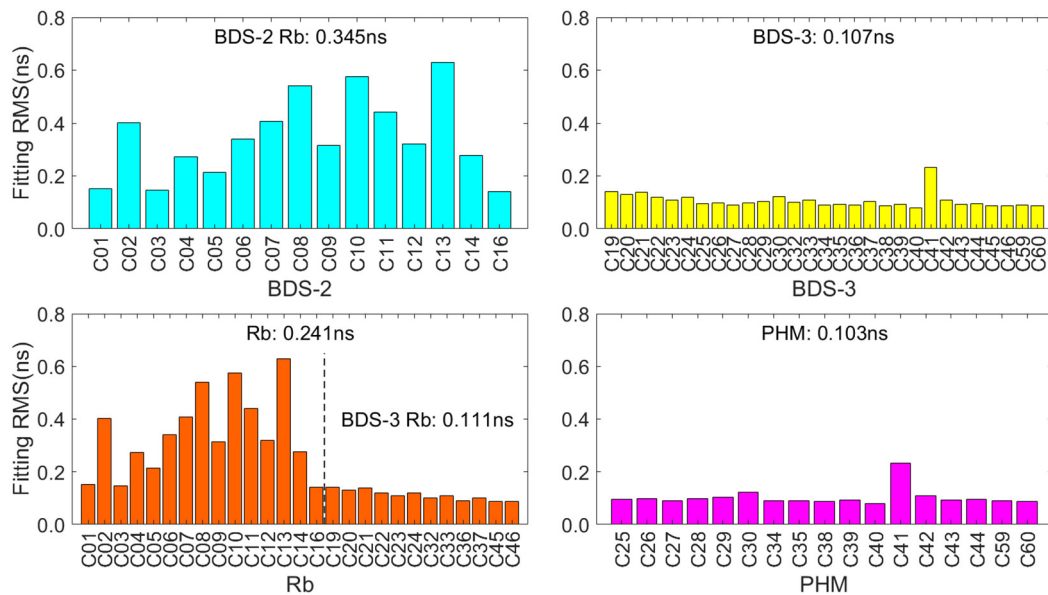 BDS-2 Rb: 0.345ns
Fitting RMS(ns)
0.8
0.6
0.4
0.2
0.0
C01 C02 C03 C04 C05 C06 C07 C08 C09 C10 C11 C12 C13 C14 C16
BDS-2
BDS-3: 0.107ns
0.8
0.6
0.4
0.2
0.0
C19 C20 C21 C22 C23 C24 C25 C26 C27 C28 C29 C30 C32 C33 C34 C35 C36 C37 C38 C39 C40 C41 C42 C43 C44 C45 C46 C59 C60
BDS-3
Rb: 0.241ns
BDS-3 Rb: 0.111ns
Fitting RMS(ns)
0.8
0.6
0.4
0.2
0.0
C01 C02 C03 C04 C05 C06 C07 C08 C09 C10 C11 C12 C13 C14 C16 C19 C20 C21 C22 C23 C24 C32 C33 C36 C37 C45 C46
Rb
PHM: 0.103ns
0.8
0.6
0.4
0.2
0.0
C25 C26 C27 C28 C29 C30 C34 C35 C38 C39 C40 C41 C42 C43 C44 C59 C60
PHM